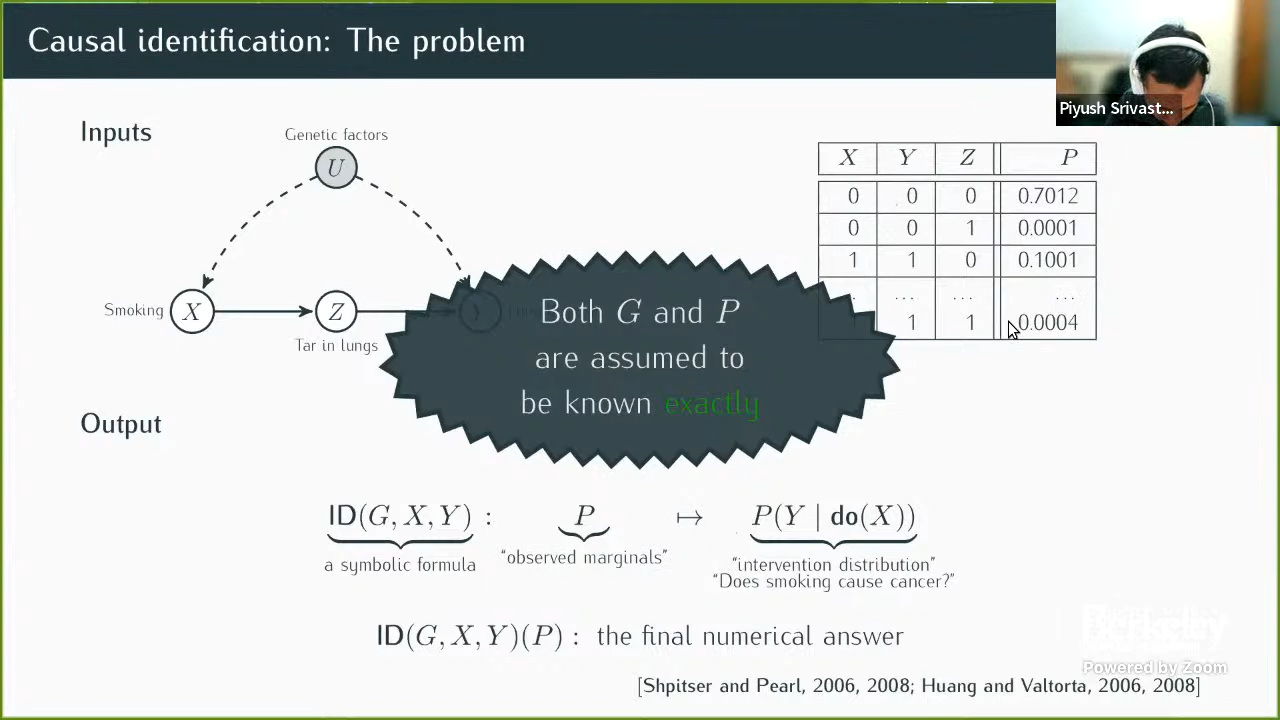 Causal identification: The problem
Piyush Srivast...
Inputs
Genetic factors
U
Smoking
X
Z
Y
Tar in lungs
X Y Z P
0 0 0 0.7012
0 0 1 0.0001
1 1 0 0.1001
... ... ... ...
1 1 1 0.0004
Both G and P
are assumed to
be known exactly
Output
ID(G, X, Y) : P ↦ P(Y | do(X))
a symbolic formula
"observed marginals"
"intervention distribution"
"Does smoking cause cancer?"
ID(G, X, Y)(P) : the final numerical answer
[Shpitser and Pearl, 2006, 2008; Huang and Valtorta, 2006, 2008]
Berkeley
Powered by Zoom